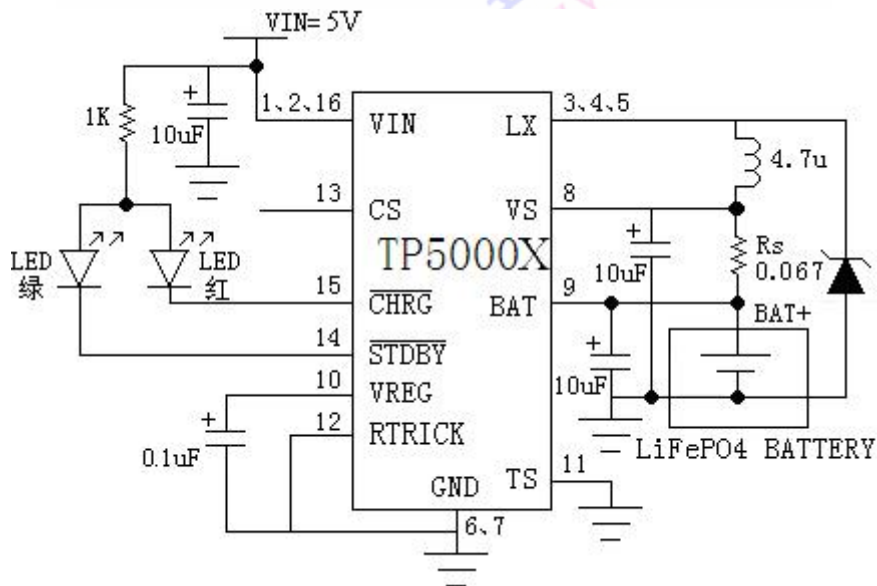 VIN=5V
1K
10uF
1、2、16
VIN
LX
3、4、5
4.7u
13
CS
VS
8
TP5000X
LED
绿
LED
红
10uF
Rs
0.067
15
CHRG
BAT
9
BAT+
14
STDBY
10
VREG
10uF
12
RTRICK
0.1uF
LiFePO4 BATTERY
GND
TS
11
6、7